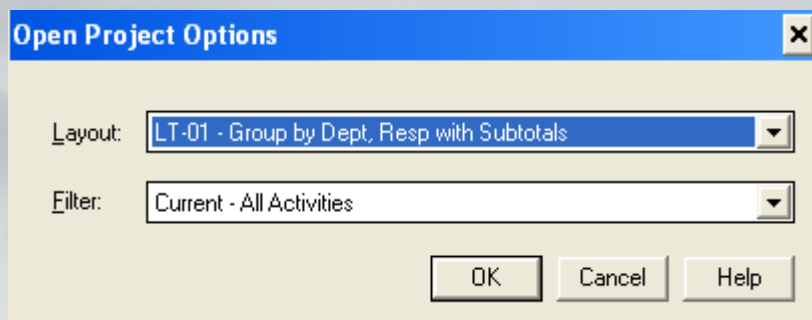 Open Project Options
Layout: LT-01 - Group by Dept, Resp with Subtotals
Filter: Current - All Activities
OK Cancel Help